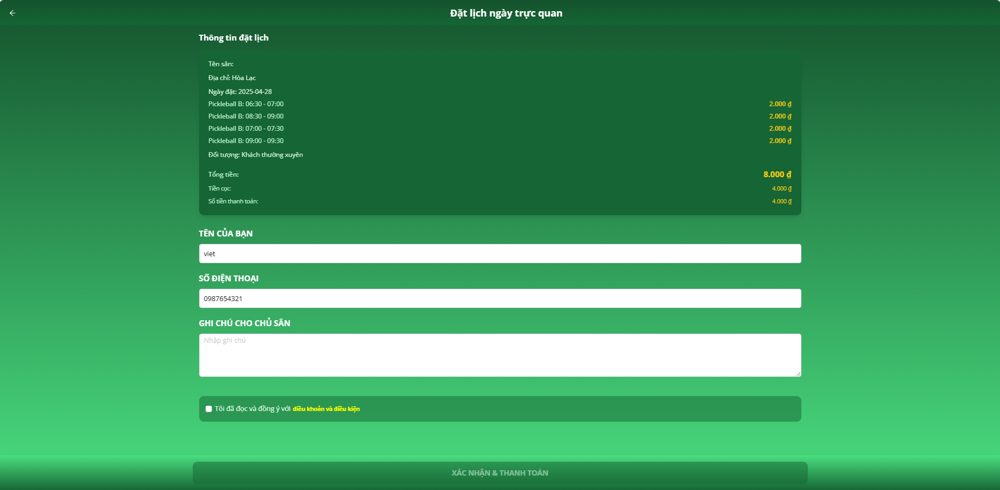 Đặt lịch ngày trực quan
Thông tin đặt lịch
Tên sân:
Địa chỉ: Hòa Lạc
Ngày đặt: 2025-04-28
Pickleball B: 06:30 - 07:00 2.000 ₫
Pickleball B: 08:30 - 09:00 2.000 ₫
Pickleball B: 07:00 - 07:30 2.000 ₫
Pickleball B: 09:00 - 09:30 2.000 ₫
Đối tượng: Khách thường xuyên
Tổng tiền: 8.000 ₫
Tiền cọc: 4.000 ₫
Số tiền thanh toán: 4.000 ₫
TÊN CỦA BẠN
viet
SỐ ĐIỆN THOẠI
0987654321
GHI CHÚ CHO CHỦ SÂN
Nhập ghi chú
Tôi đã đọc và đồng ý với điều khoản và điều kiện
XÁC NHẬN & THANH TOÁN